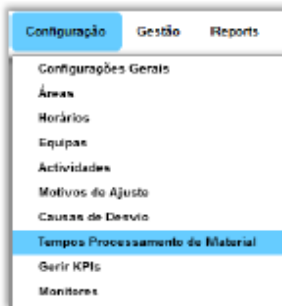 Configuração Gestão Reports
Configurações Gerais
Áreas
Horários
Equipas
Actividades
Motivos de Ajuste
Causas de Desvio
Tempos Processamento de Material
Gerir KPIs
Monitores